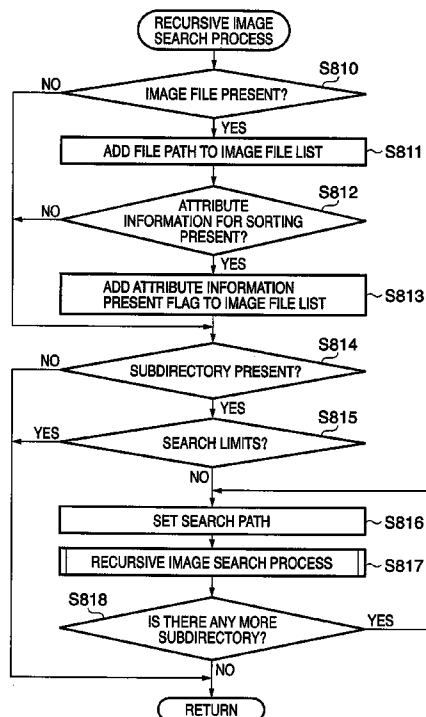 RECURSIVE IMAGE
SEARCH PROCESS
S810
NO
IMAGE FILE PRESENT?
YES
ADD FILE PATH TO IMAGE FILE LIST
S811
S812
NO
ATTRIBUTE
INFORMATION FOR SORTING
PRESENT?
YES
ADD ATTRIBUTE INFORMATION
PRESENT FLAG TO IMAGE FILE LIST
S813
S814
NO
SUBDIRECTORY PRESENT?
YES
S815
YES
SEARCH LIMITS?
NO
SET SEARCH PATH
S816
RECURSIVE IMAGE SEARCH PROCESS
S817
S818
IS THERE ANY MORE
SUBDIRECTORY?
YES
NO
RETURN